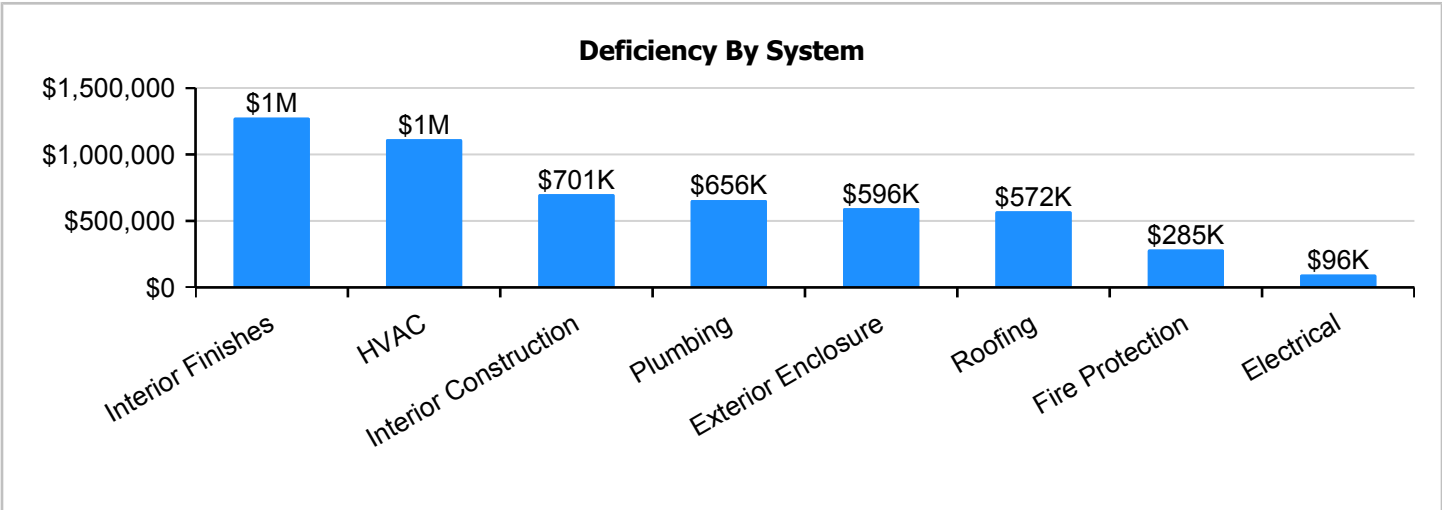 Deficiency By System
$1,500,000
$1,000,000
$500,000
$0
$1M
$1M
$701K
$656K
$596K
$572K
$285K
$96K
Interior Finishes
HVAC
Interior Construction
Plumbing
Exterior Enclosure
Roofing
Fire Protection
Electrical